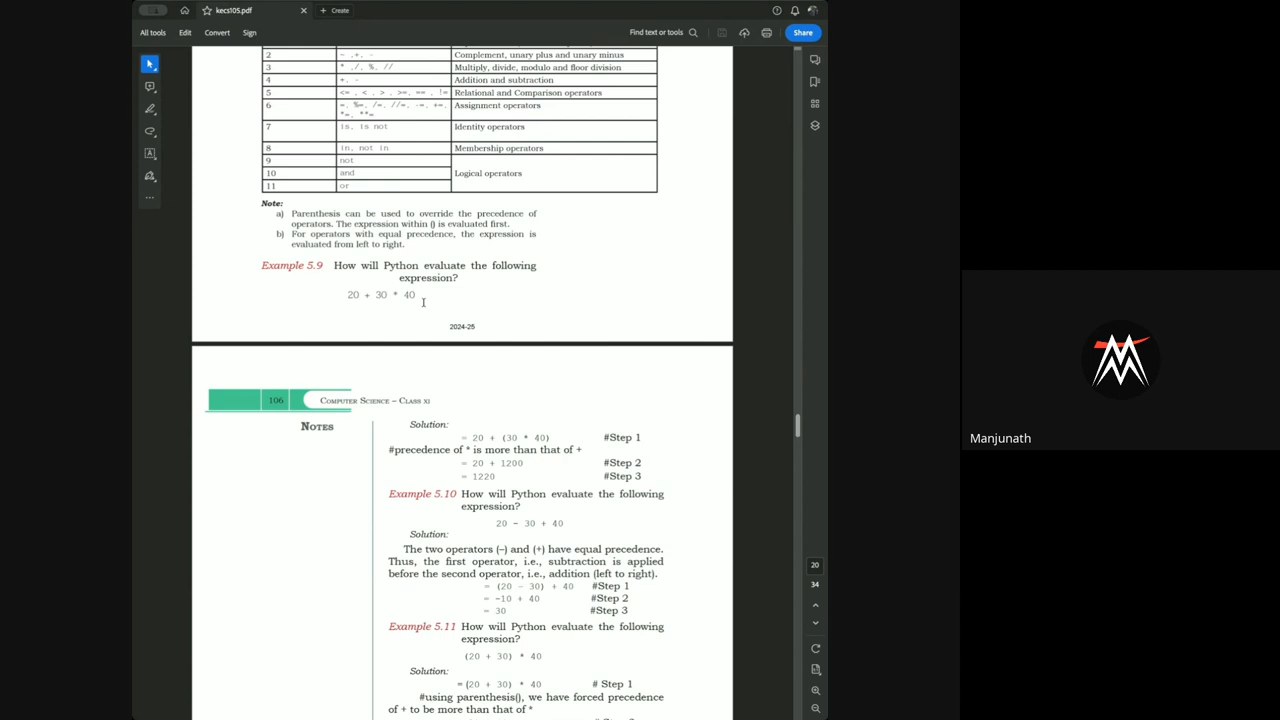 kecs105.pdf
Create
All tools
Edit
Convert
Sign
Find text or tools
Share
2
~ ,+, -
Complement, unary plus and unary minus
3
* ,/, %, //
Multiply, divide, modulo and floor division
4
+, -
Addition and subtraction
5
<= , < , > , >=, == , !=
Relational and Comparison operators
6
=, %=, /=, //=, -=, +=,
*=, **=
Assignment operators
7
is, is not
Identity operators
8
in, not in
Membership operators
9
not
10
and
Logical operators
11
or
Note:
a) Parenthesis can be used to override the precedence of
operators. The expression within () is evaluated first.
b) For operators with equal precedence, the expression is
evaluated from left to right.
Example 5.9 How will Python evaluate the following
expression?
20 + 30 * 40
2024-25
106 Computer Science – Class xi
Notes
Solution:
= 20 + (30 * 40) #Step 1
#precedence of * is more than that of +
= 20 + 1200 #Step 2
= 1220 #Step 3
Example 5.10 How will Python evaluate the following
expression?
20 - 30 + 40
Solution:
The two operators (–) and (+) have equal precedence.
Thus, the first operator, i.e., subtraction is applied
before the second operator, i.e., addition (left to right).
= (20 - 30) + 40 #Step 1
= -10 + 40 #Step 2
= 30 #Step 3
Example 5.11 How will Python evaluate the following
expression?
(20 + 30) * 40
Solution:
= (20 + 30) * 40 # Step 1
#using parenthesis(), we have forced precedence
of + to be more than that of *
20
34
Manjunath